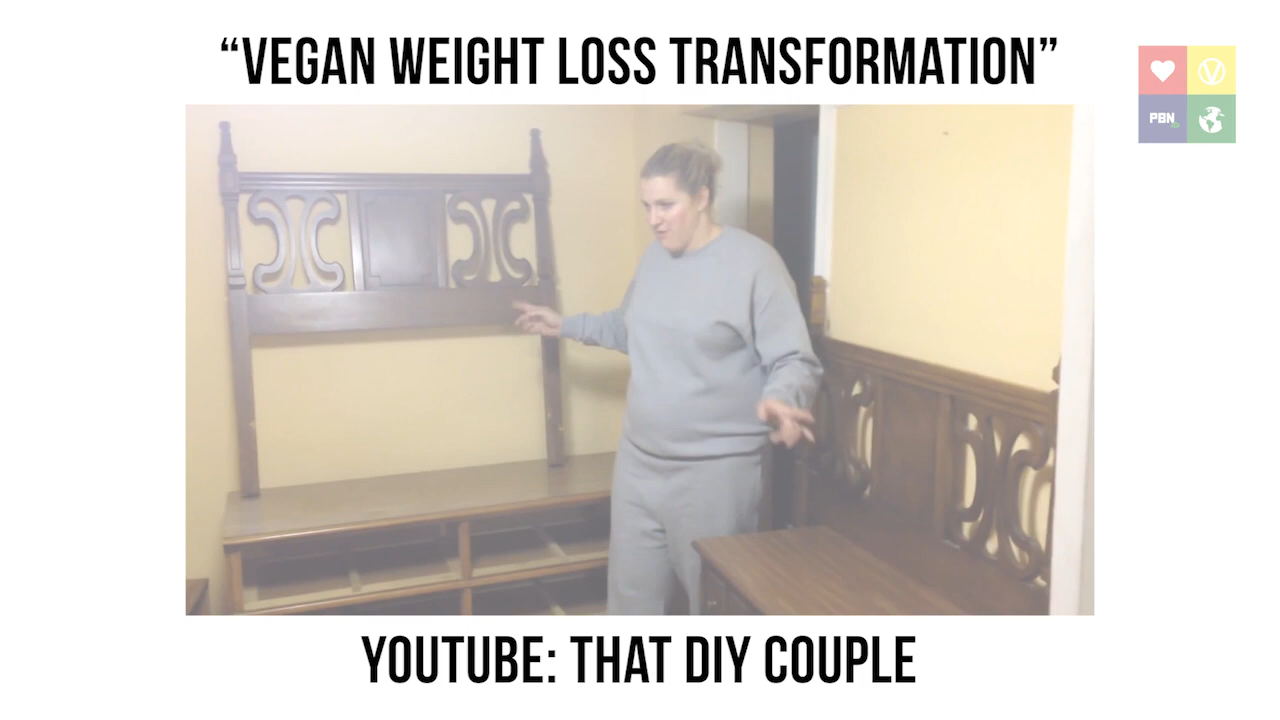 “VEGAN WEIGHT LOSS TRANSFORMATION”
PBN
YOUTUBE: THAT DIY COUPLE